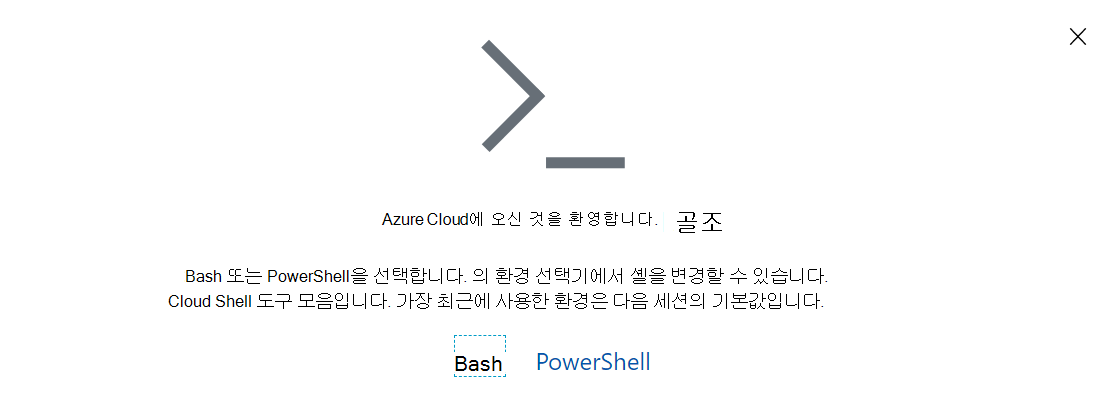 Azure Cloud에 오신 것을 환영합니다. 골조
Bash 또는 PowerShell을 선택합니다. 의 환경 선택기에서 셸을 변경할 수 있습니다.
Cloud Shell 도구 모음입니다. 가장 최근에 사용한 환경은 다음 세션의 기본값입니다.
Bash PowerShell